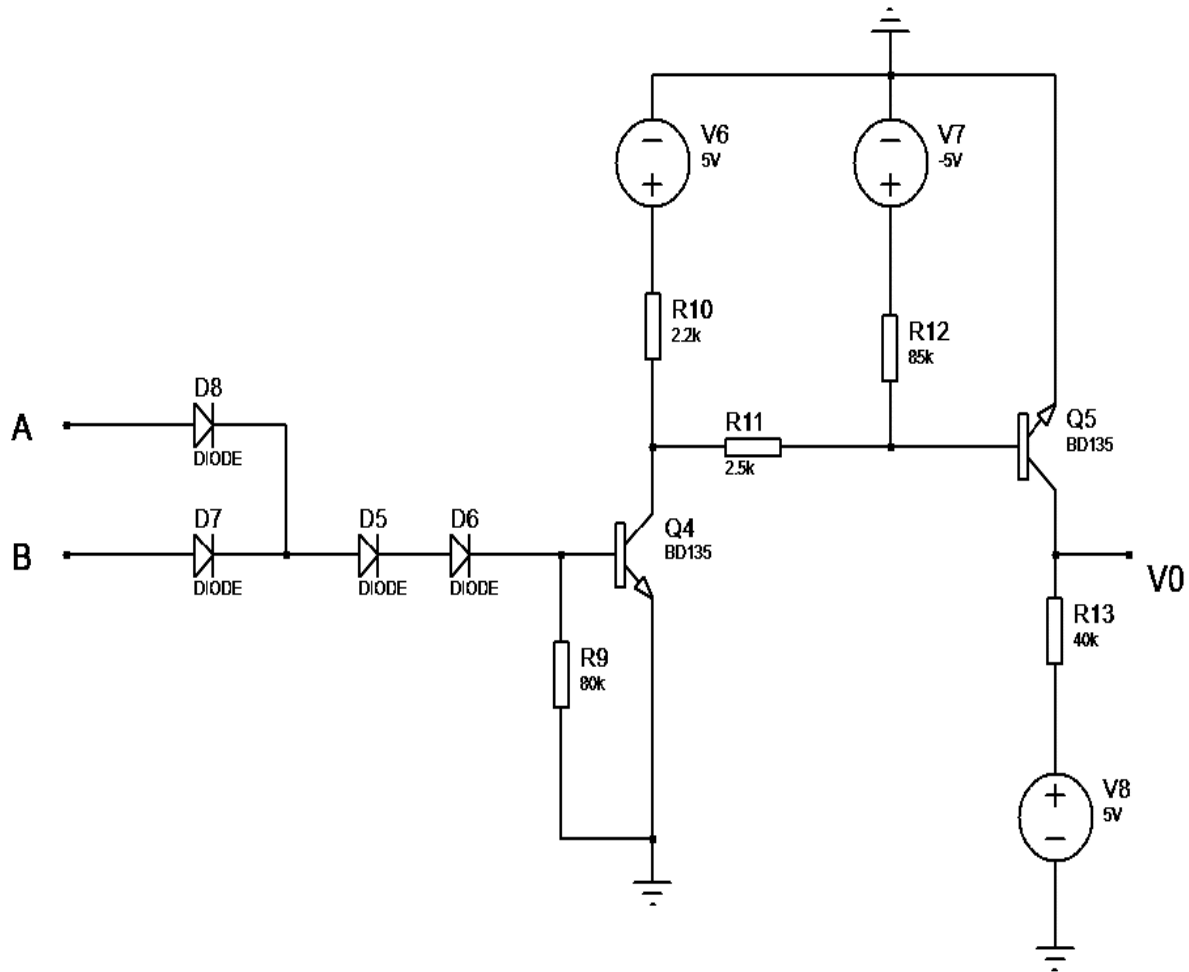 V6
5V
V7
-5V
R10
2.2k
R12
85k
D8
DIODE
A
R11
2.5k
Q5
BD135
D7
DIODE
B
D5
DIODE
D6
DIODE
Q4
BD135
V0
R13
40k
R9
80k
V8
5V